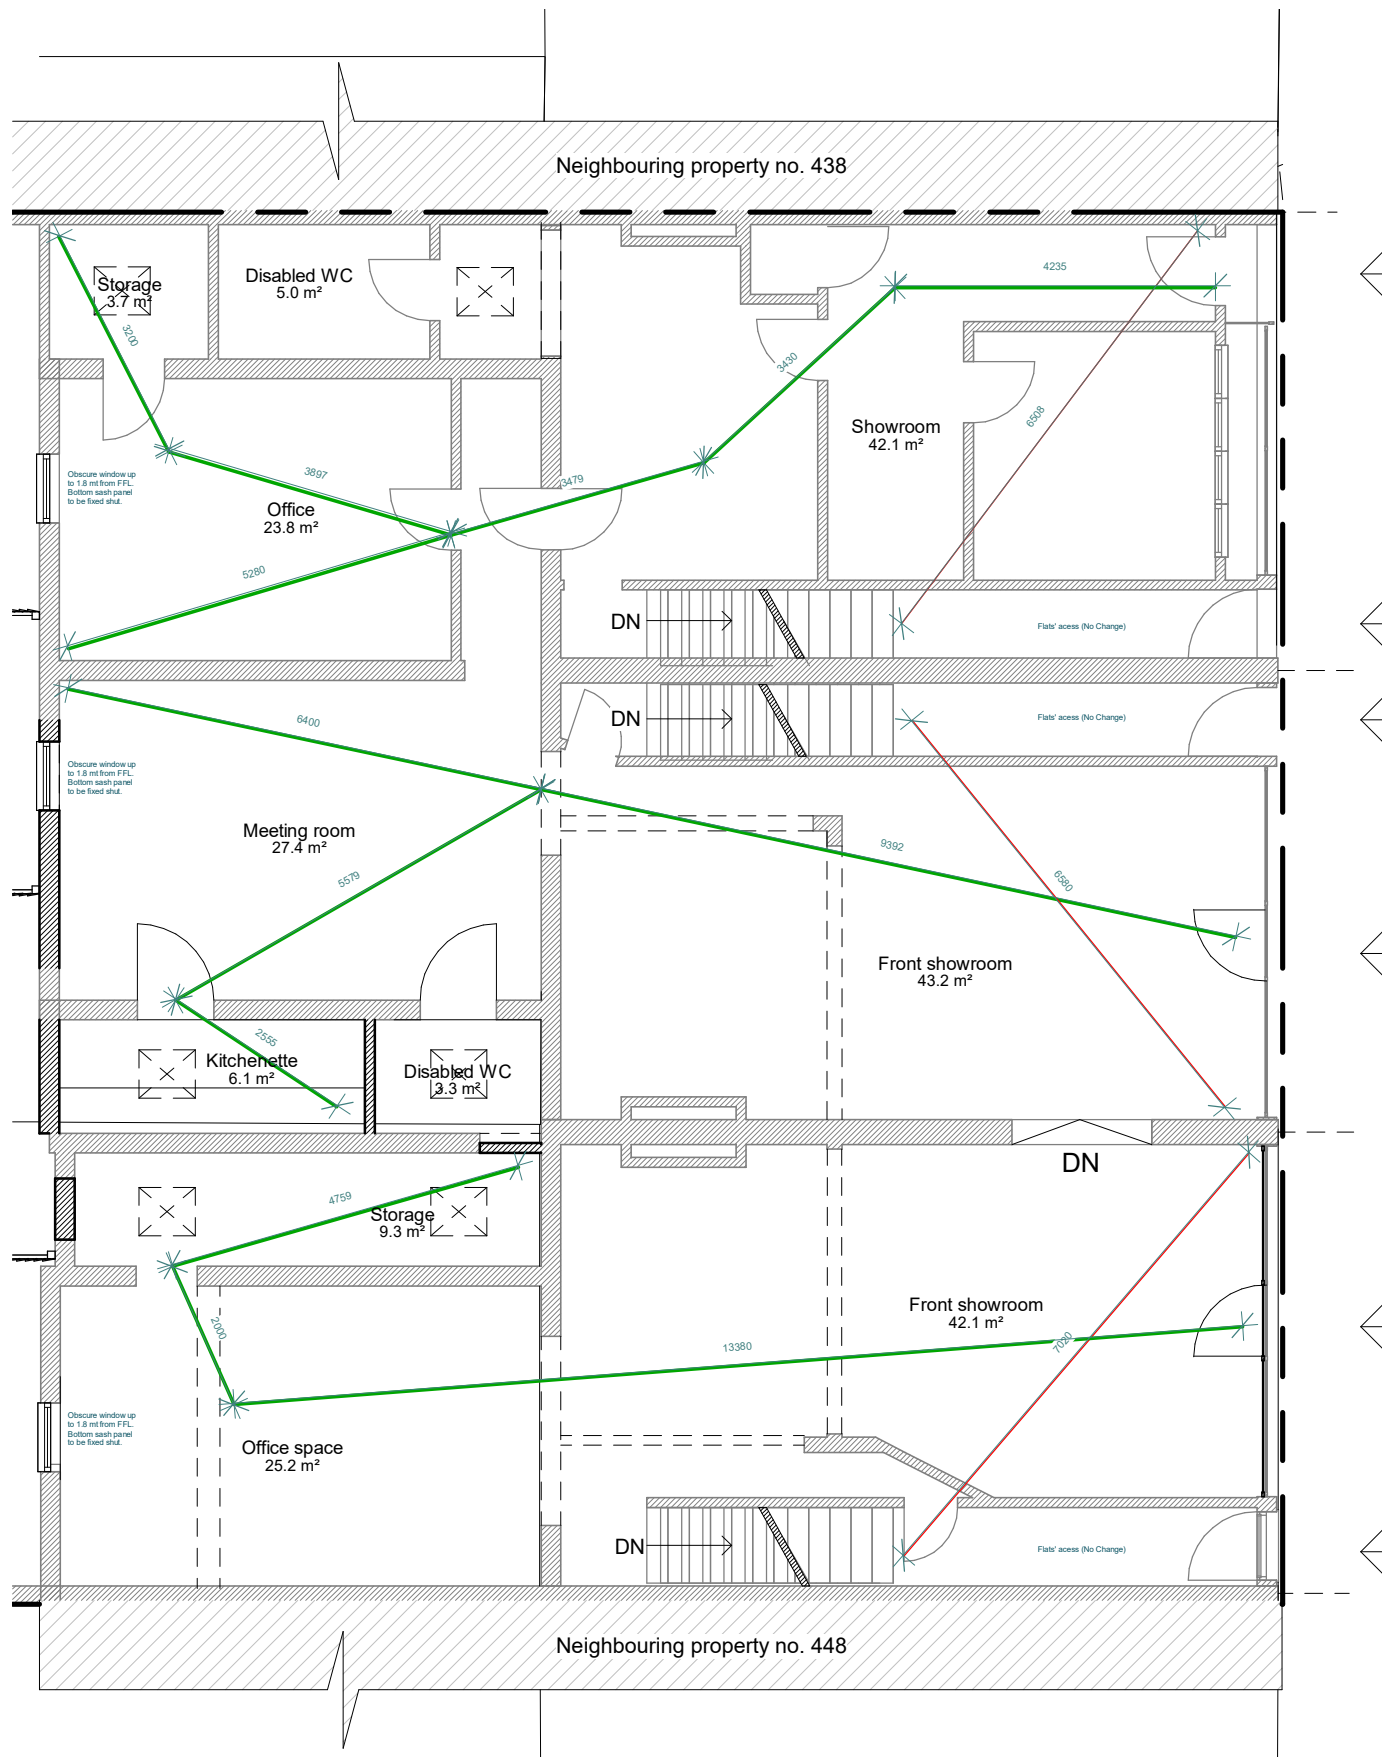 Neighbouring property no. 438
Storage
3.7 m²
Disabled WC
5.0 m²
4235
3200
3430
6508
Showroom
42.1 m²
Obscure window up
to 1.8 mt from FFL.
Bottom sash panel
to be fixed shut.
3897
3479
Office
23.8 m²
5280
DN
Flats' acess (No Change)
DN
Flats' acess (No Change)
6400
Obscure window up
to 1.8 mt from FFL.
Bottom sash panel
to be fixed shut.
Meeting room
27.4 m²
9392
5579
6580
Front showroom
43.2 m²
2555
Kitchenette
6.1 m²
Disabled WC
3.3 m²
DN
4759
Storage
9.3 m²
Front showroom
42.1 m²
2000
13380
7020
Obscure window up
to 1.8 mt from FFL.
Bottom sash panel
to be fixed shut.
Office space
25.2 m²
DN
Flats' acess (No Change)
Neighbouring property no. 448